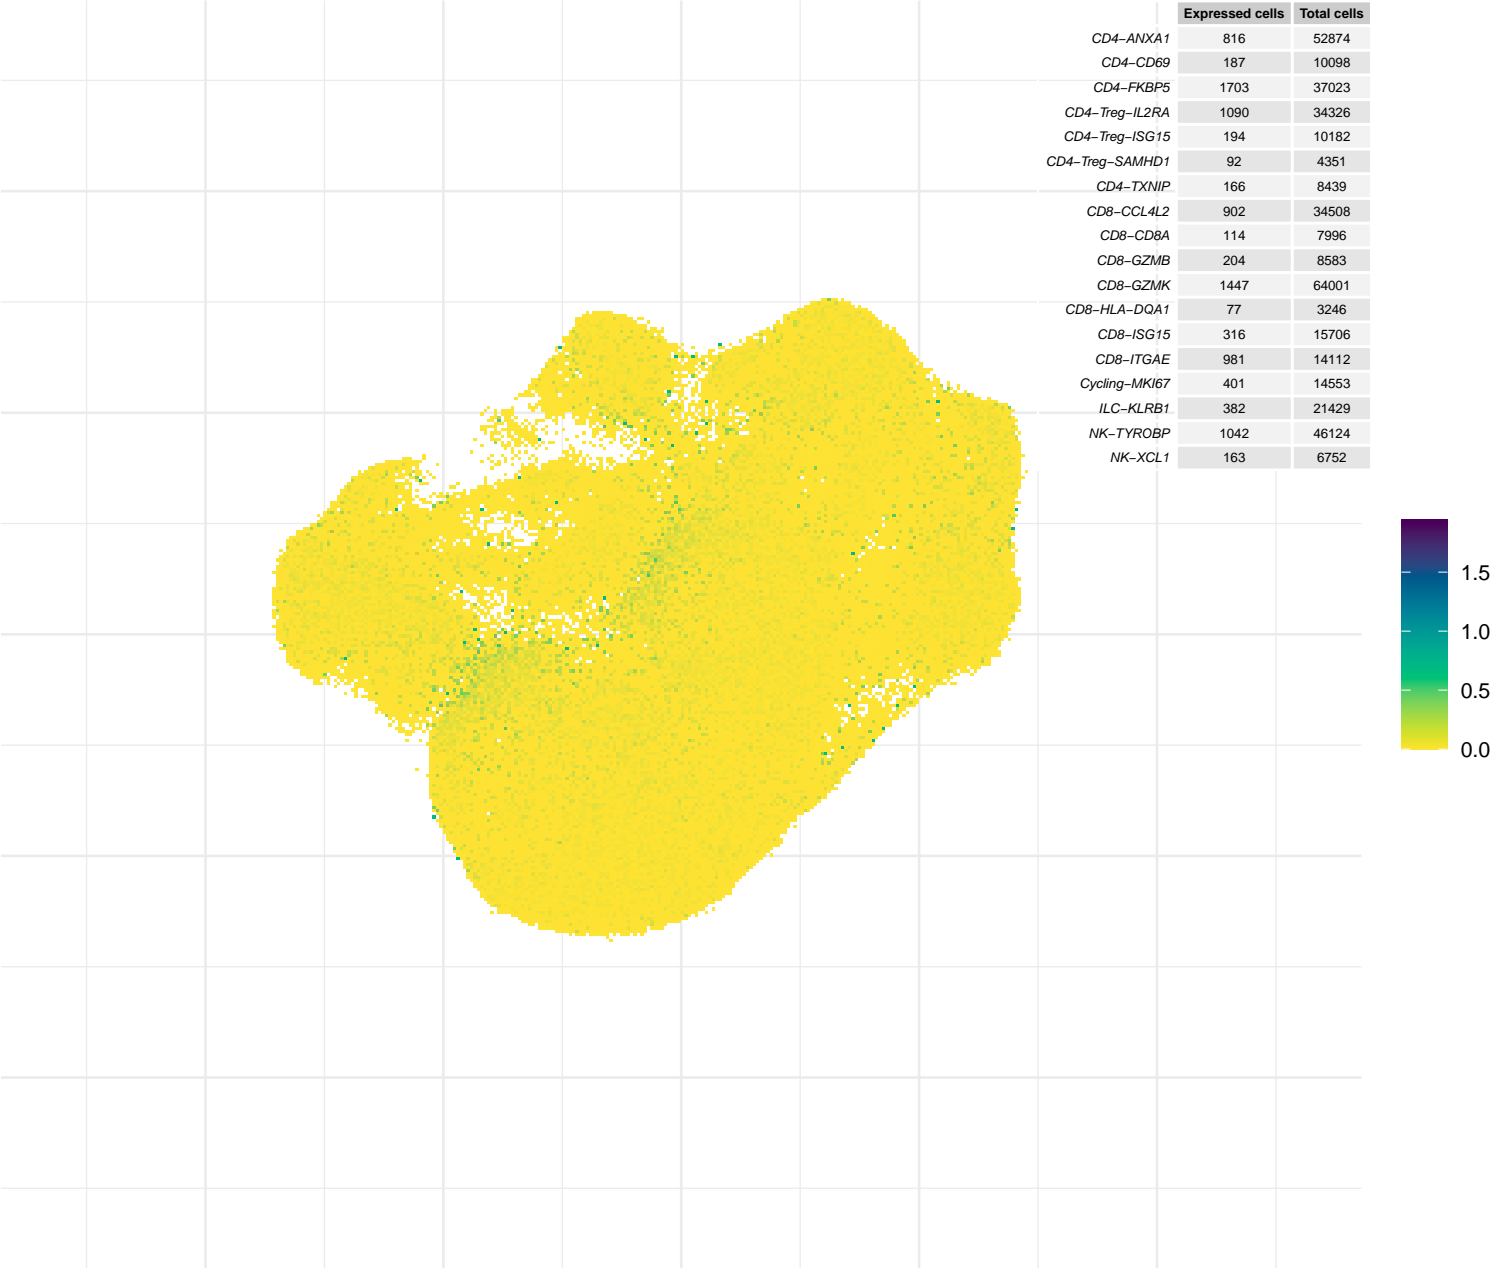 Expressed cells Total cells
CD4−ANXA1 816 52874
CD4−CD69 187 10098
CD4−FKBP5 1703 37023
CD4−Treg−IL2RA 1090 34326
CD4−Treg−ISG15 194 10182
CD4−Treg−SAMHD1 92 4351
CD4−TXNIP 166 8439
CD8−CCL4L2 902 34508
CD8−CD8A 114 7996
CD8−GZMB 204 8583
CD8−GZMK 1447 64001
CD8−HLA−DQA1 77 3246
CD8−ISG15 316 15706
CD8−ITGAE 981 14112
Cycling−MKI67 401 14553
ILC−KLRB1 382 21429
NK−TYROBP 1042 46124
NK−XCL1 163 6752
1.5
1.0
0.5
0.0